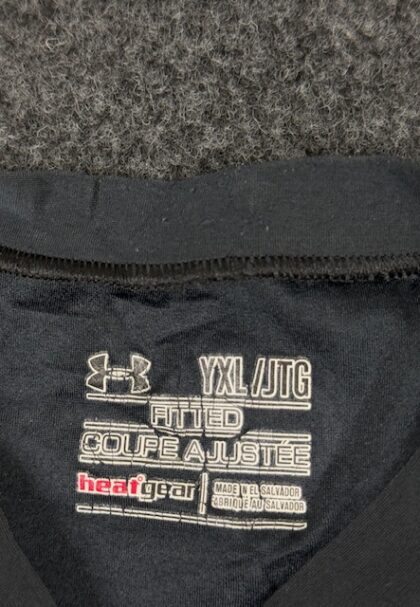 YXL/JTG
FITTED
COUPE AJUSTÉE
heatgear
MADE IN EL SALVADOR
FABRIQUÉ AU SALVADOR